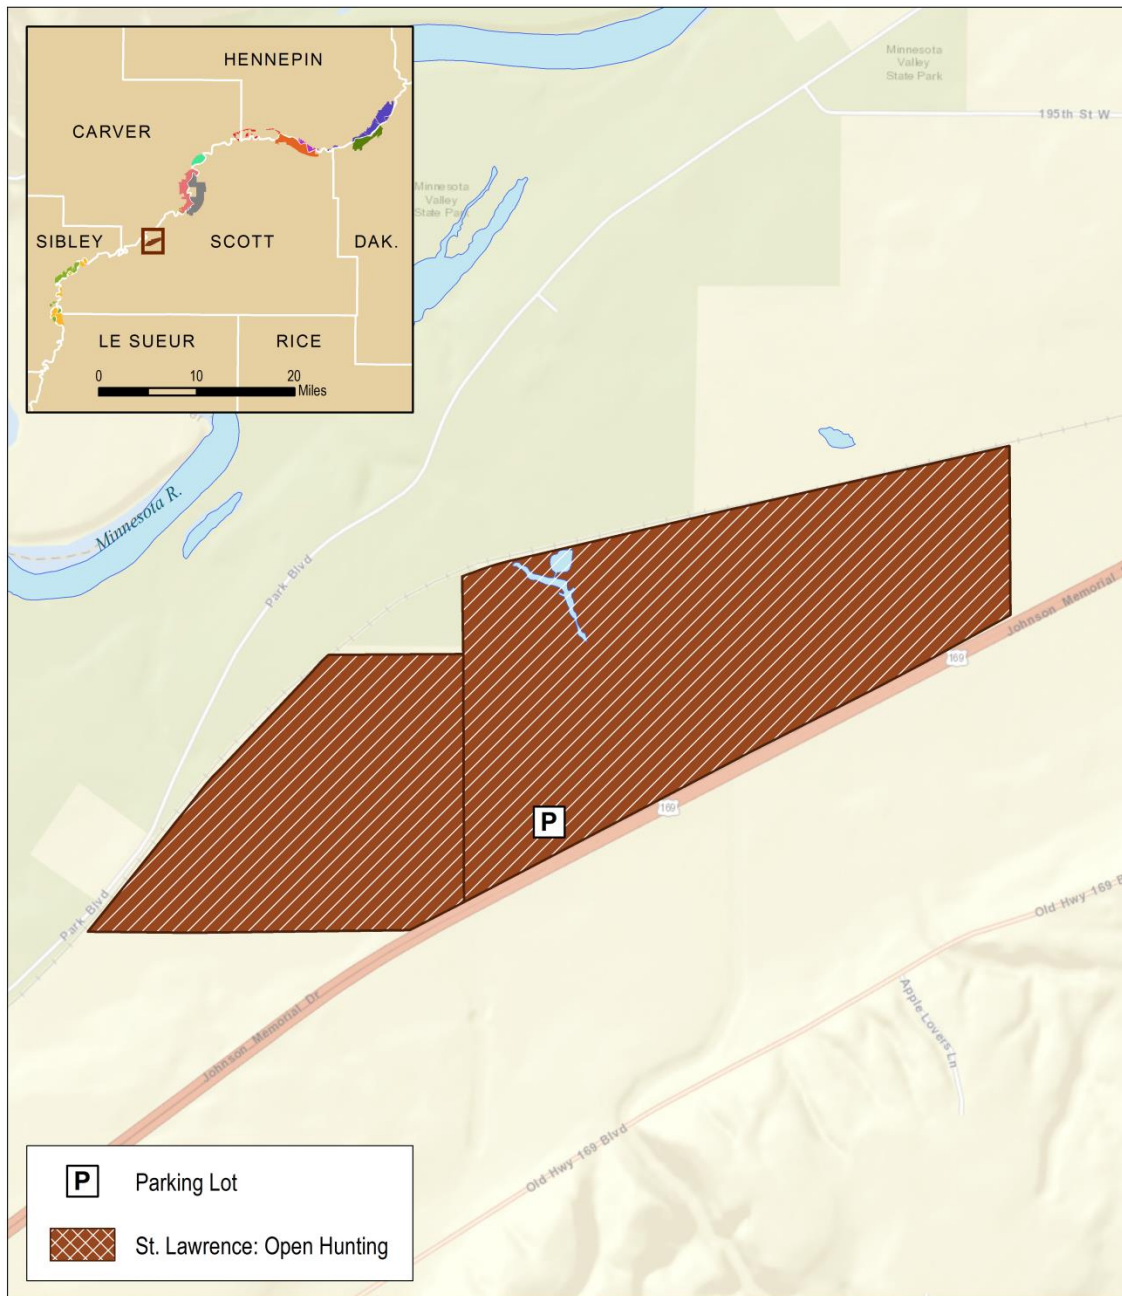 HENNEPIN
CARVER
SIBLEY
SCOTT
DAK.
LE SUEUR
RICE
0
10
20
Miles
Minnesota
Valley
State Park
195th St W
Minnesota
Valley
State Park
Minnesota R.
Park Blvd
Johnson Memorial
169
169
P
Park Blvd
Old Hwy 169 B
Apple Lovers Ln
Johnson Memorial Dr
Old Hwy 169 Blvd
P
Parking Lot
St. Lawrence: Open Hunting